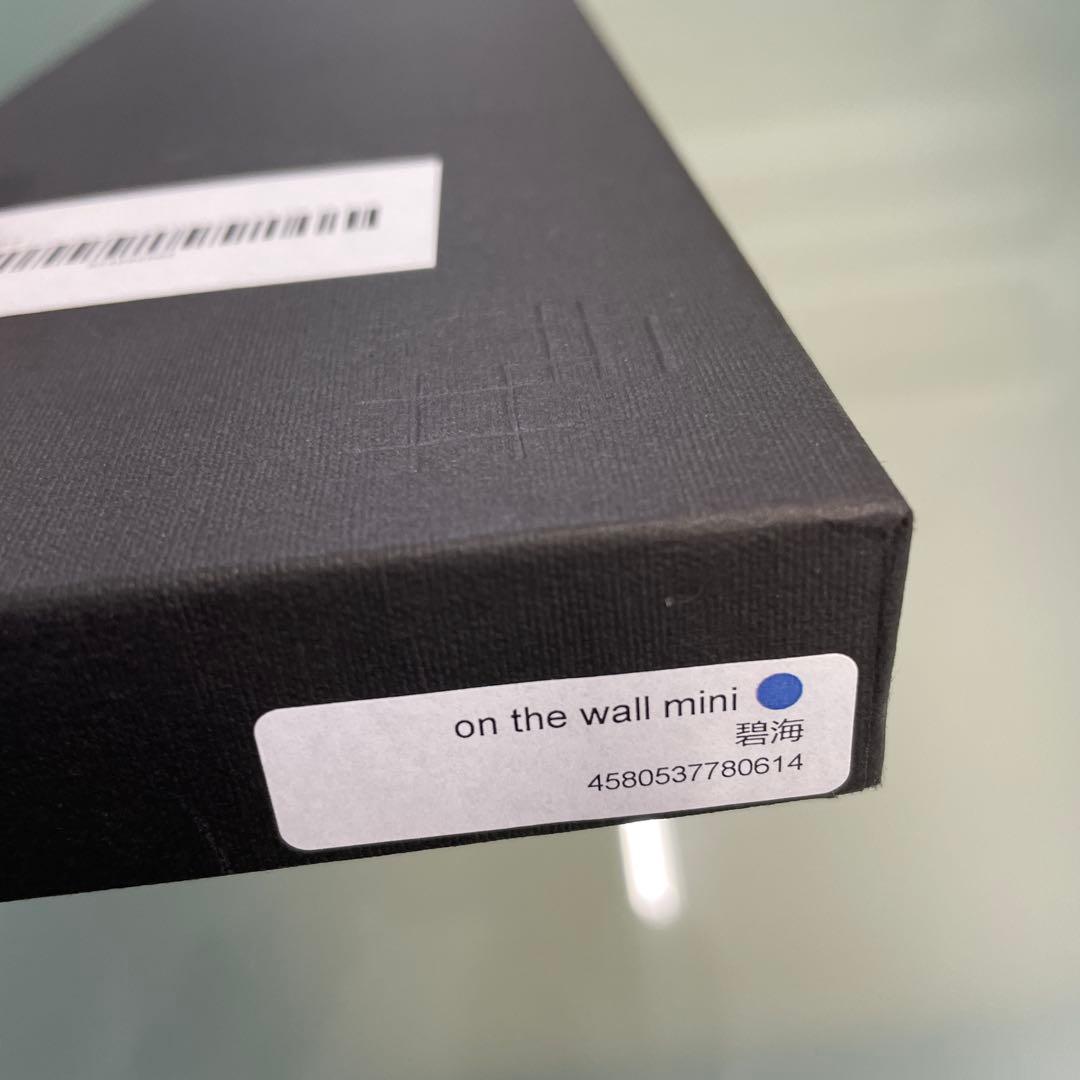 on the wall mini
碧海
4580537780614